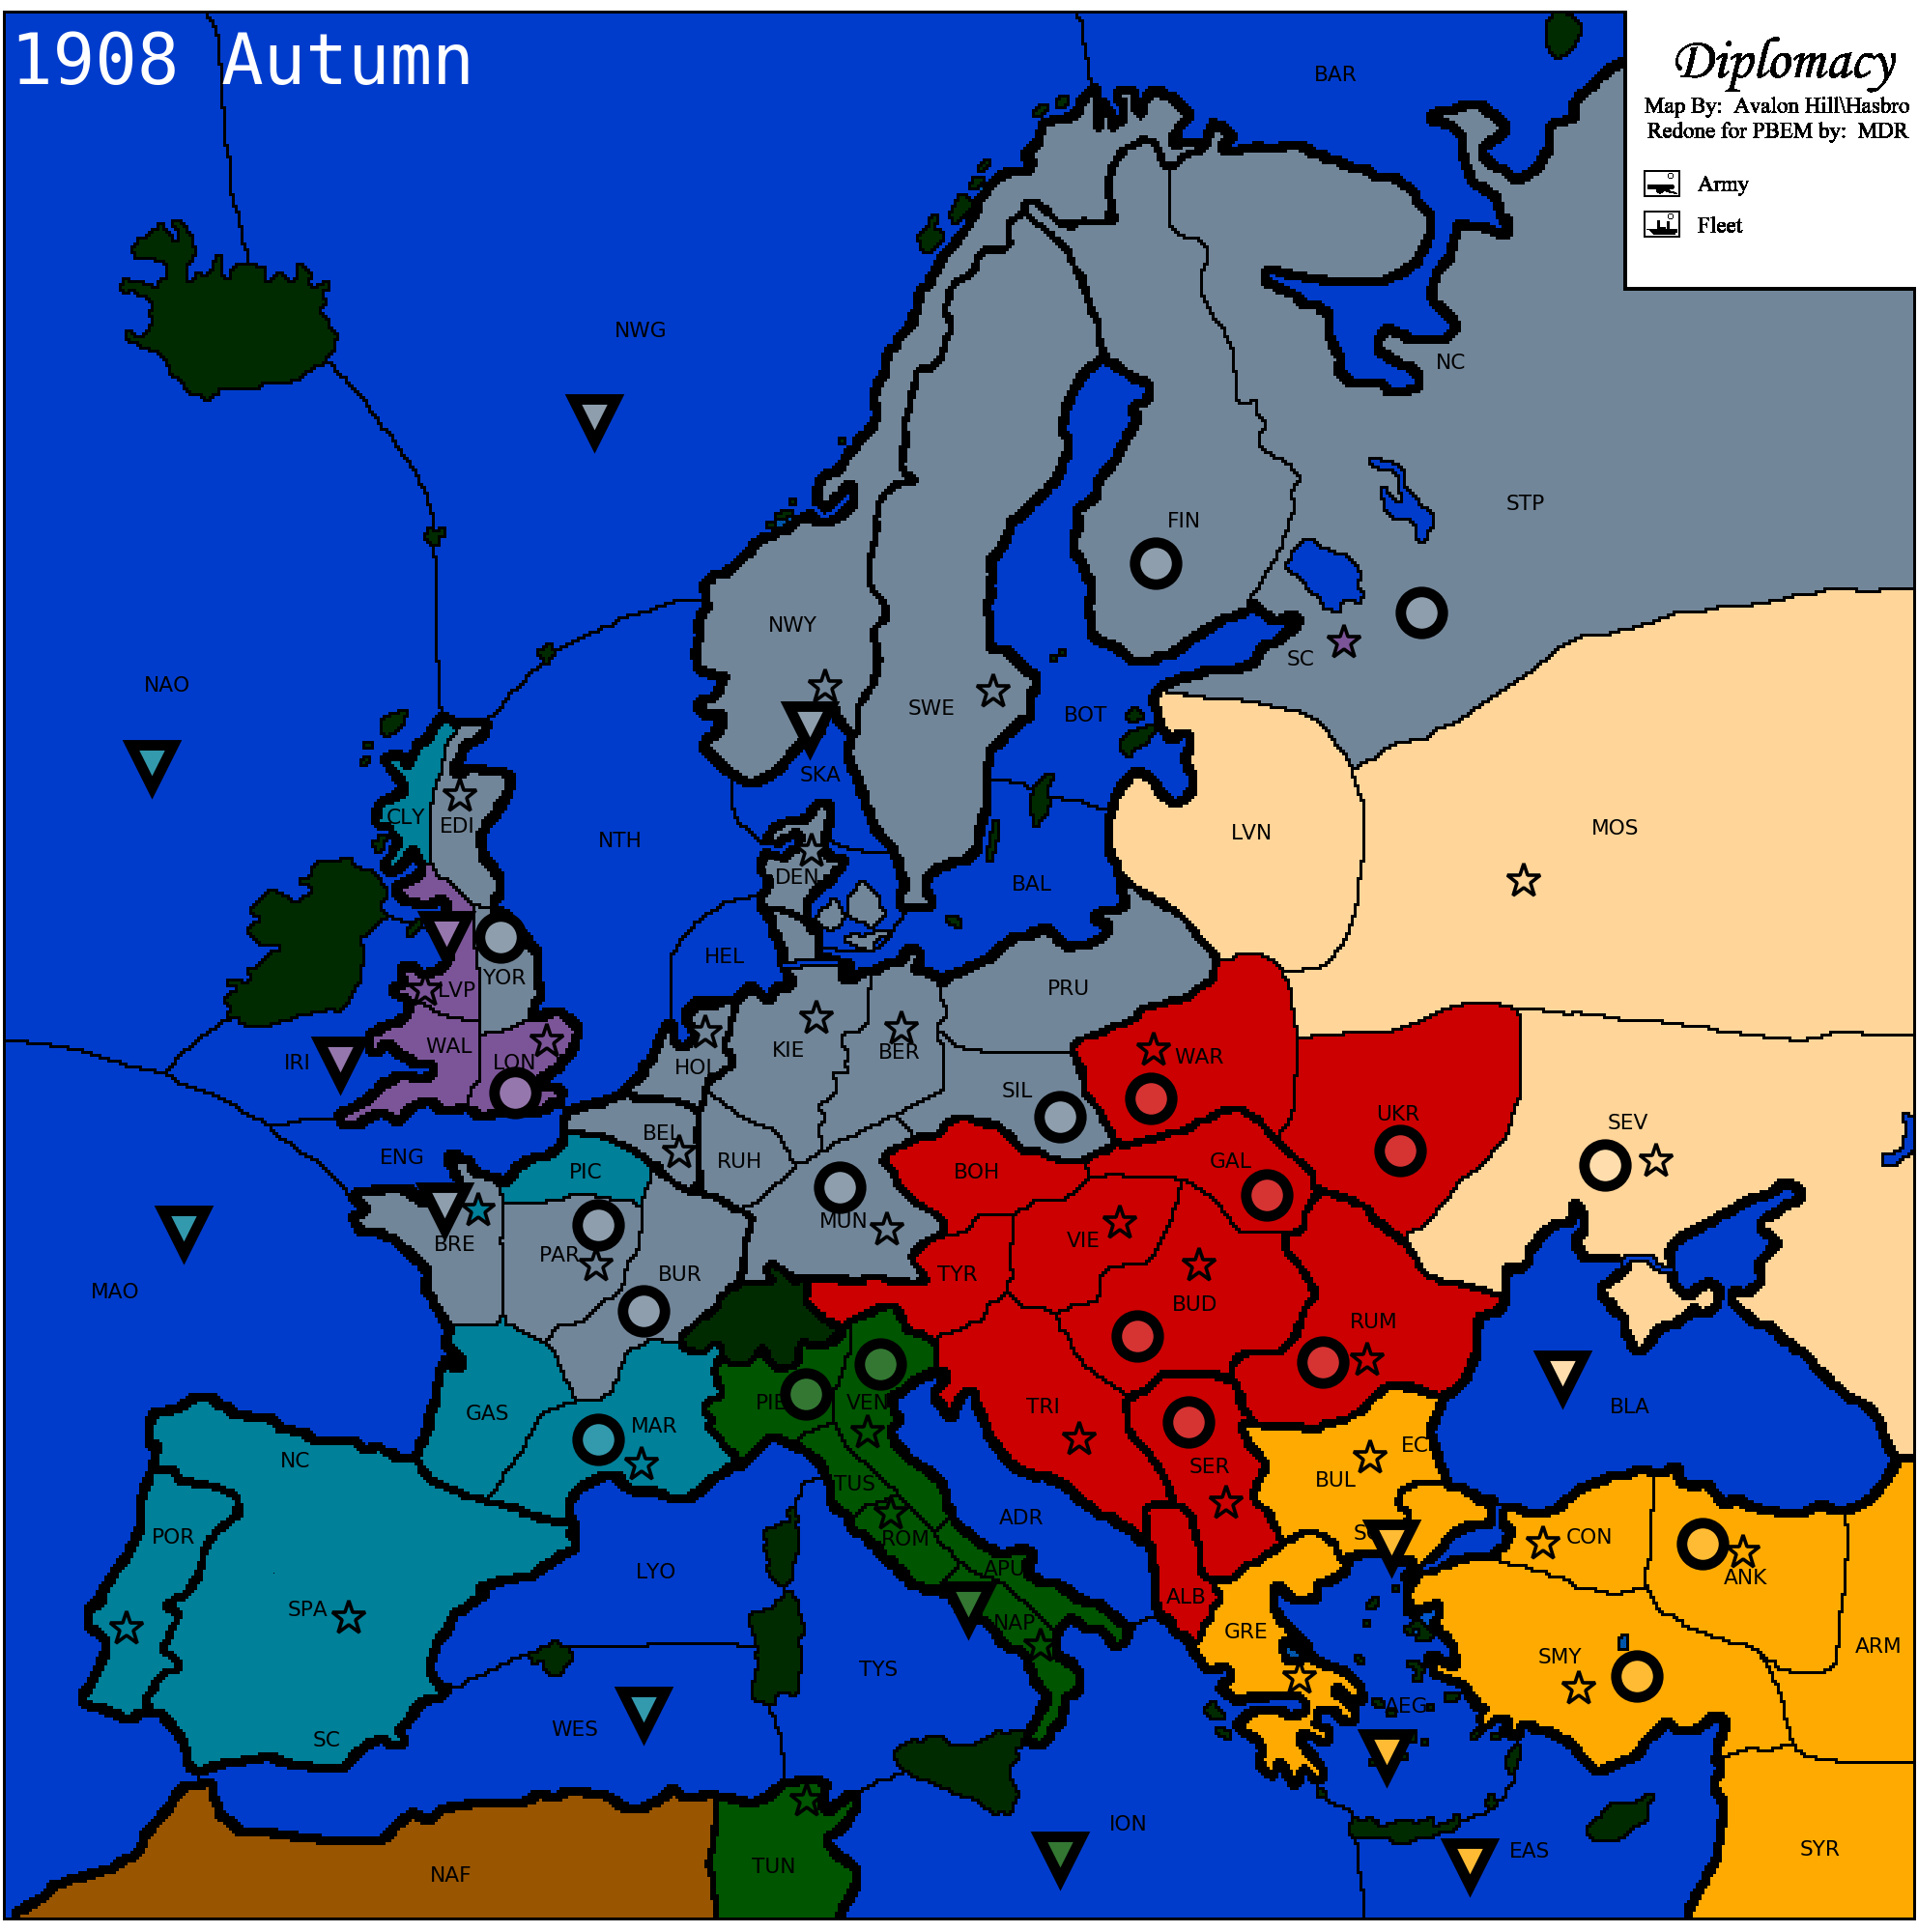 1908 Autumn
Diplomacy
Map By: Avalon Hill\Hasbro
Redone for PBEM by: MDR
Army
Fleet
BAR
NWG
NC
STP
FIN
NWY
SC
NAO
SWE
BOT
SKA
CLY
EDI
NTH
LVN
MOS
DEN
BAL
HEL
YOR
LVP
PRU
WAL
IRI
LON
HOL
KIE
BER
WAR
SIL
UKR
SEV
BEL
ENG
PIC
RUH
BOH
GAL
MUN
BRE
PAR
VIE
BUR
TYR
MAO
BUD
RUM
PIE
VEN
TRI
BLA
GAS
MAR
NC
SER
EC
BUL
TUS
POR
ADR
ROM
CON
LYO
APU
ANK
ALB
SPA
NAP
GRE
ARM
SMY
TYS
AEG
WES
SC
ION
EAS
SYR
TUN
NAF